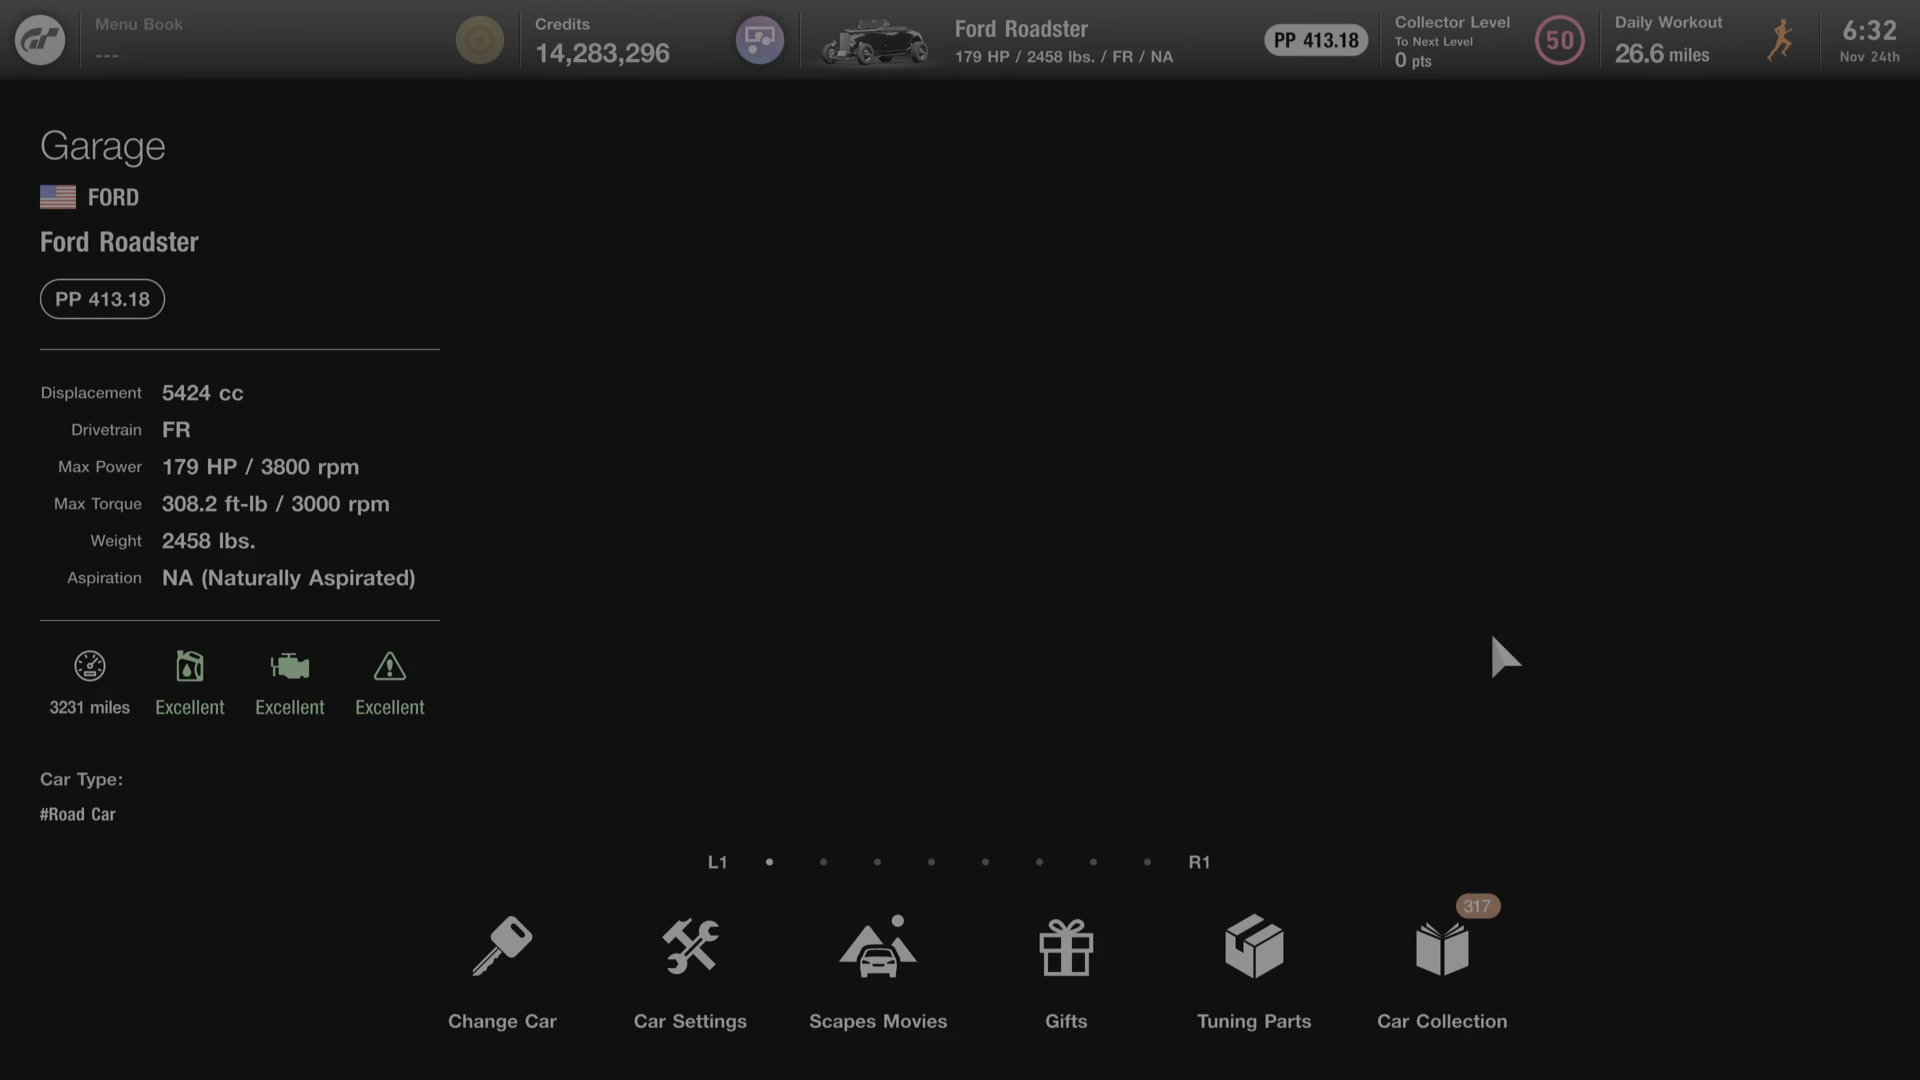 Menu Book
---
Credits
14,283,296
Ford Roadster
179 HP / 2458 lbs. / FR / NA
PP 413.18
Collector Level
To Next Level
0 pts
50
Daily Workout
26.6 miles
6:32
Nov 24th
Garage
FORD
Ford Roadster
PP 413.18
Displacement 5424 cc
Drivetrain FR
Max Power 179 HP / 3800 rpm
Max Torque 308.2 ft-lb / 3000 rpm
Weight 2458 lbs.
Aspiration NA (Naturally Aspirated)
3231 miles Excellent Excellent Excellent
Car Type:
#Road Car
L1 R1
317
Change Car Car Settings Scapes Movies Gifts Tuning Parts Car Collection